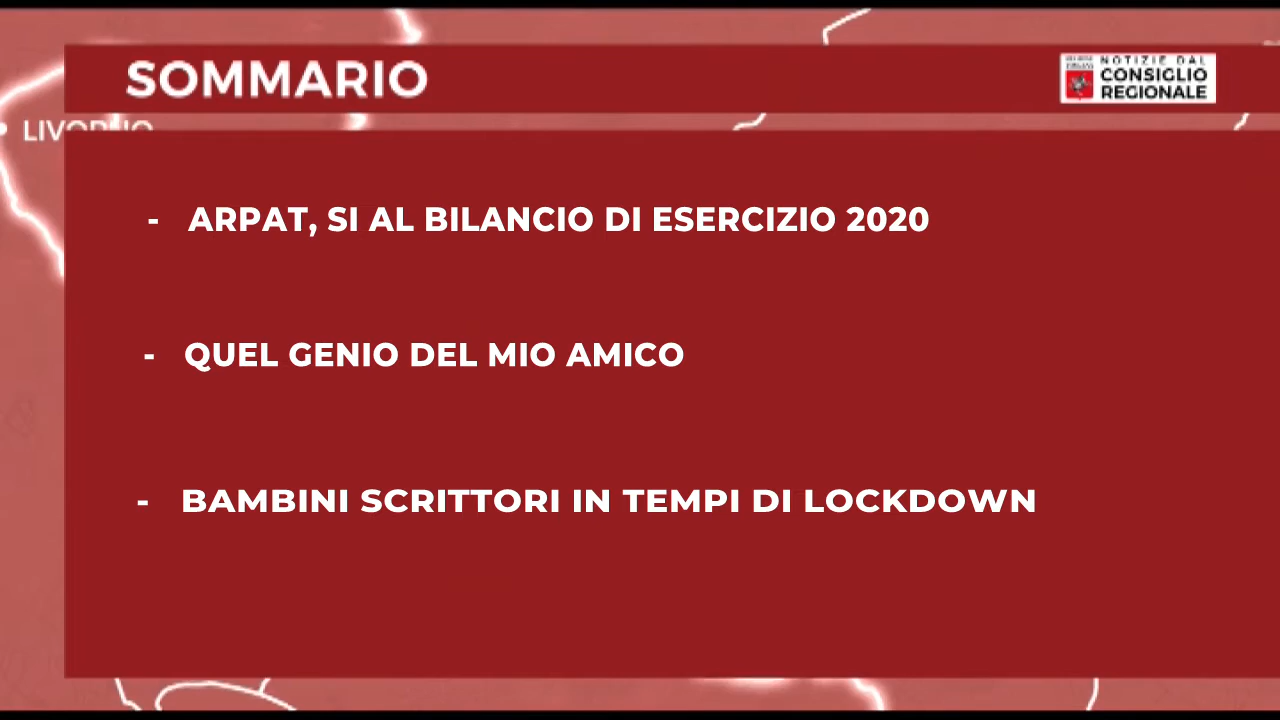 SOMMARIO
NOTIZIE DAL
CONSIGLIO
REGIONALE
LIVORNO
- ARPAT, SI AL BILANCIO DI ESERCIZIO 2020
- QUEL GENIO DEL MIO AMICO
- BAMBINI SCRITTORI IN TEMPI DI LOCKDOWN